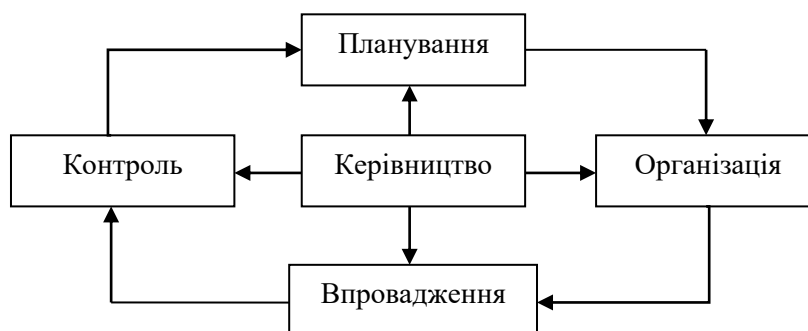 Планування
Контроль
Керівництво
Організація
Впровадження